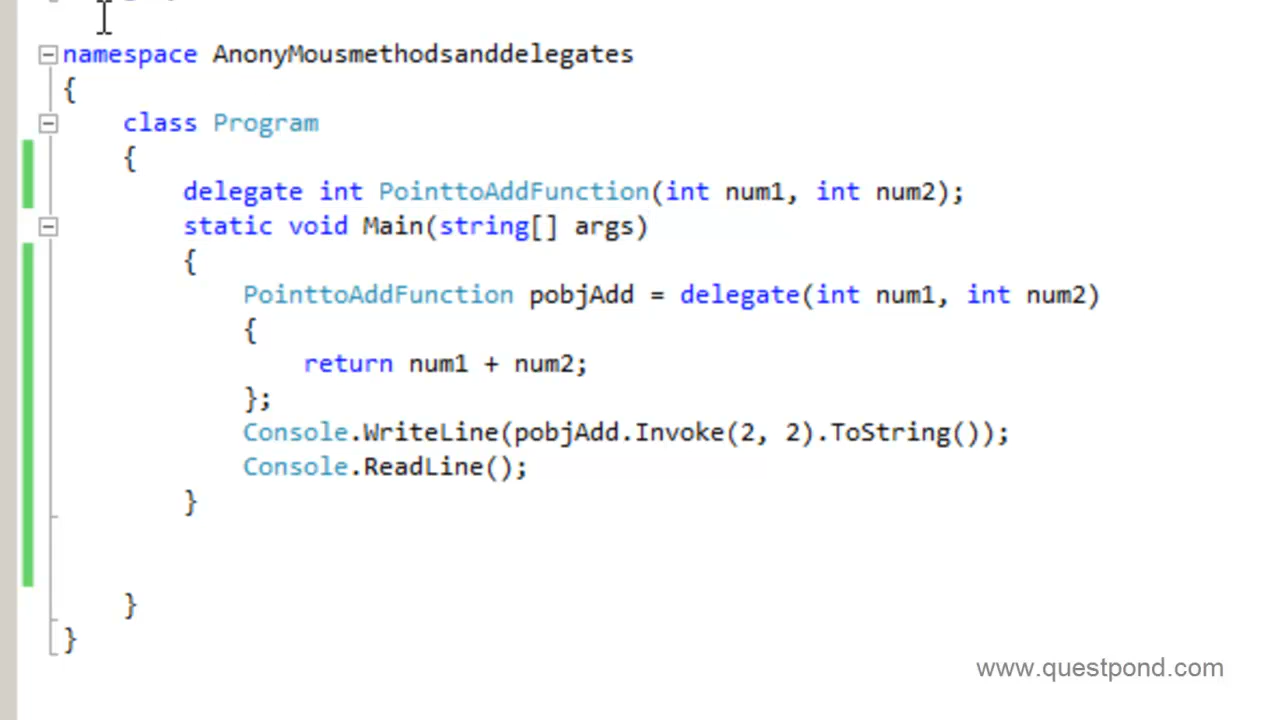 namespace AnonyMousmethodsanddelegates
{
class Program
{
delegate int PointtoAddFunction(int num1, int num2);
static void Main(string[] args)
{
PointtoAddFunction pobjAdd = delegate(int num1, int num2)
{
return num1 + num2;
};
Console.WriteLine(pobjAdd.Invoke(2, 2).ToString());
Console.ReadLine();
}
}
}
www.questpond.com